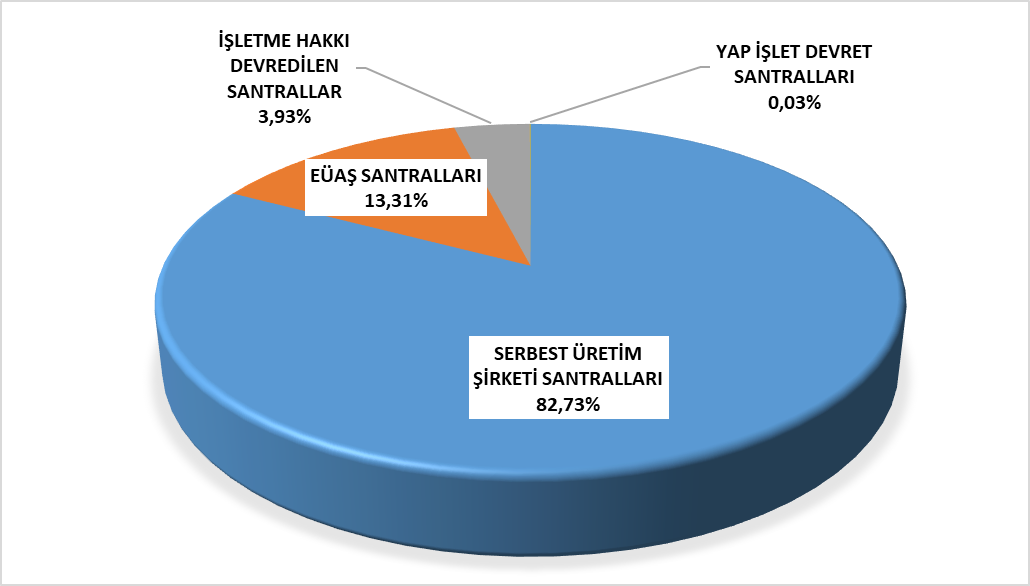 İŞLETME HAKKI
DEVREDİLEN
SANTRALLAR
3,93%
YAP İŞLET DEVRET
SANTRALLARI
0,03%
EÜAŞ SANTRALLARI
13,31%
SERBEST ÜRETİM
ŞİRKETİ SANTRALLARI
82,73%